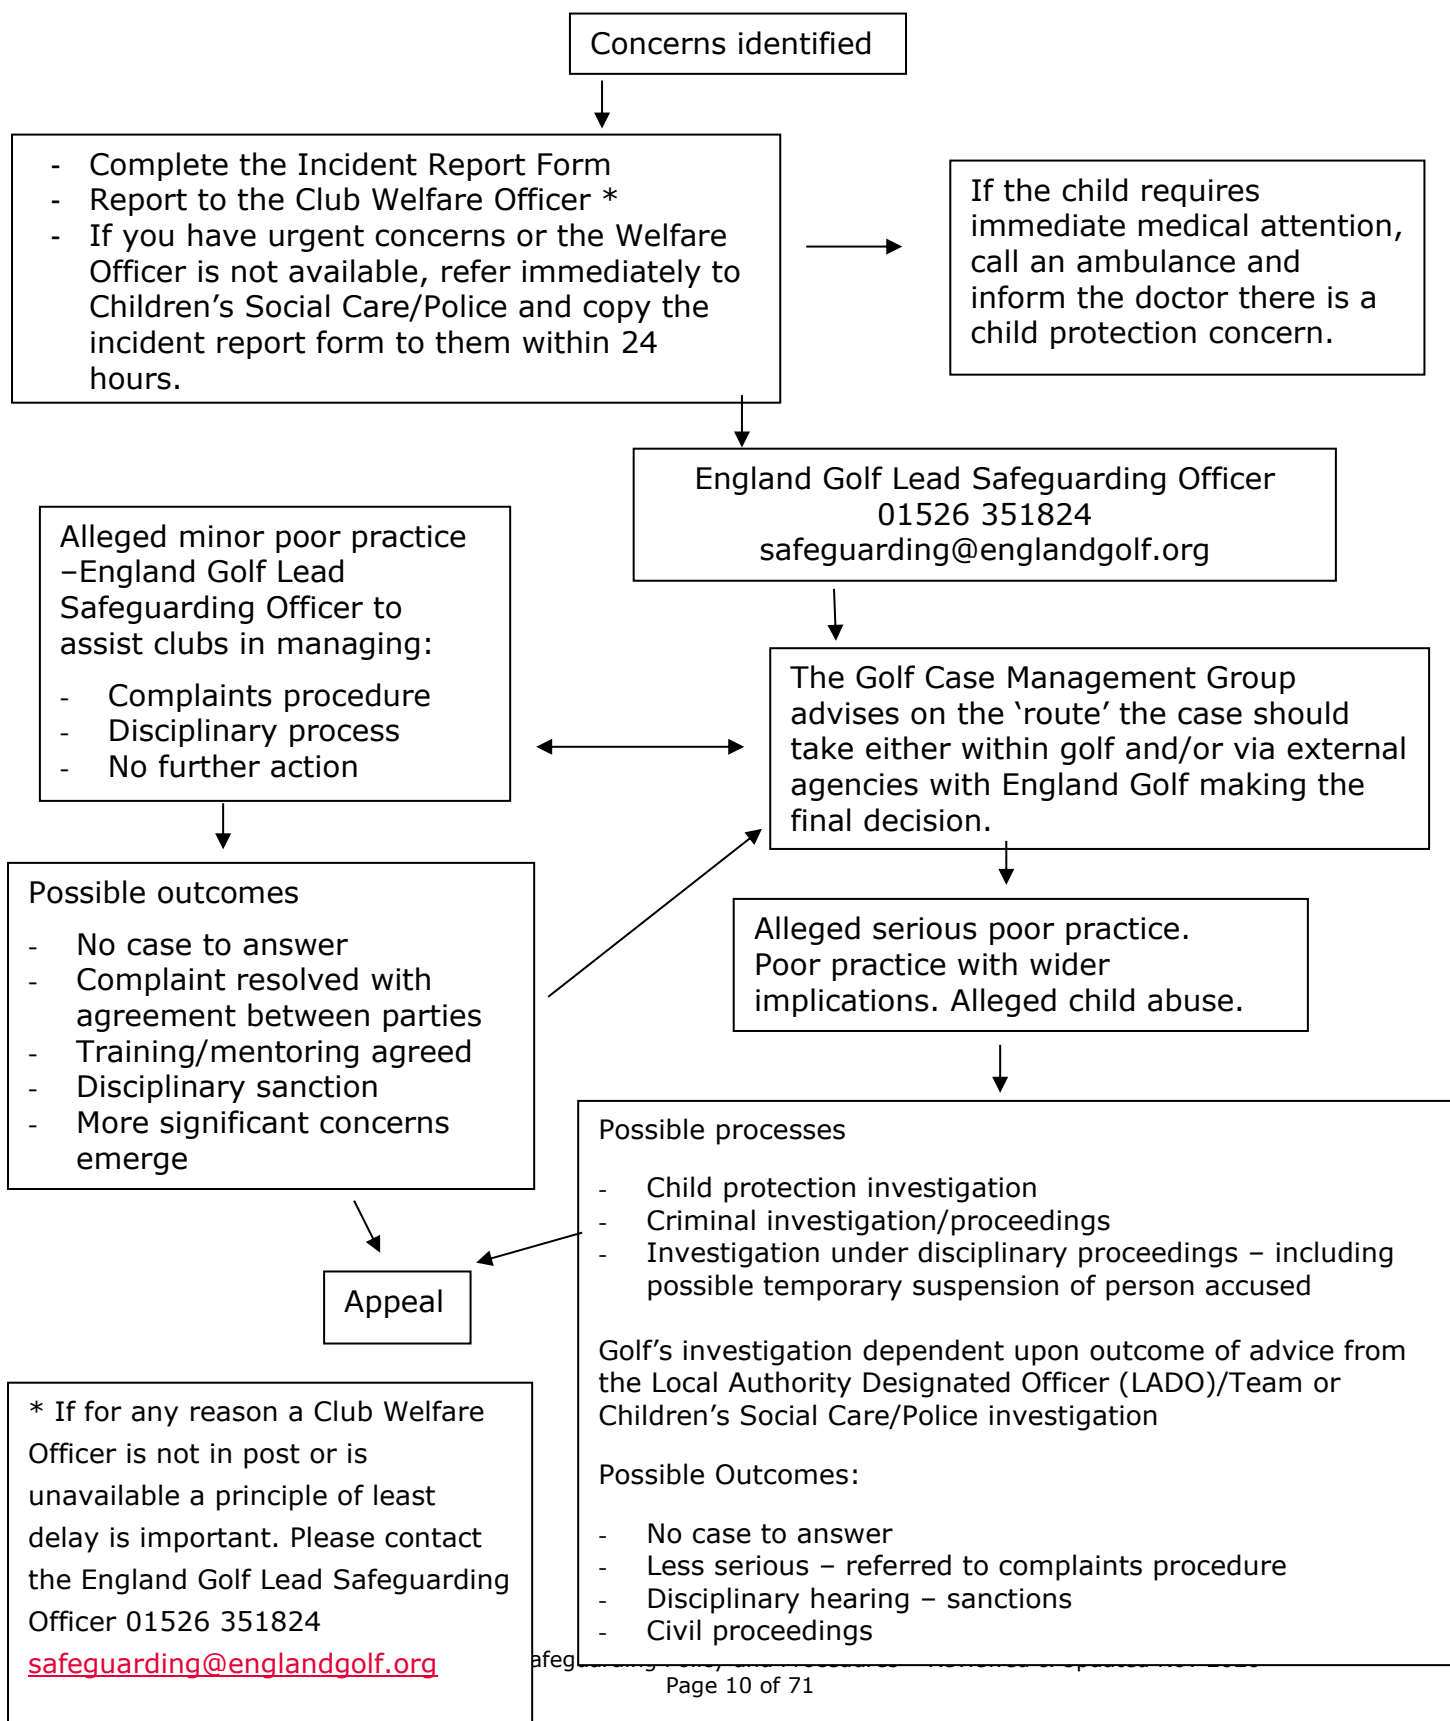 Concerns identified
- Complete the Incident Report Form
- Report to the Club Welfare Officer *
- If you have urgent concerns or the Welfare
Officer is not available, refer immediately to
Children’s Social Care/Police and copy the
incident report form to them within 24
hours.
If the child requires
immediate medical attention,
call an ambulance and
inform the doctor there is a
child protection concern.
England Golf Lead Safeguarding Officer
01526 351824
safeguarding@englandgolf.org
Alleged minor poor practice
–England Golf Lead
Safeguarding Officer to
assist clubs in managing:
- Complaints procedure
- Disciplinary process
- No further action
The Golf Case Management Group
advises on the ‘route’ the case should
take either within golf and/or via external
agencies with England Golf making the
final decision.
Possible outcomes
- No case to answer
- Complaint resolved with
agreement between parties
- Training/mentoring agreed
- Disciplinary sanction
- More significant concerns
emerge
Alleged serious poor practice.
Poor practice with wider
implications. Alleged child abuse.
Possible processes
- Child protection investigation
- Criminal investigation/proceedings
- Investigation under disciplinary proceedings – including
possible temporary suspension of person accused
Golf’s investigation dependent upon outcome of advice from
the Local Authority Designated Officer (LADO)/Team or
Children’s Social Care/Police investigation
Possible Outcomes:
- No case to answer
- Less serious – referred to complaints procedure
- Disciplinary hearing – sanctions
- Civil proceedings
Appeal
* If for any reason a Club Welfare
Officer is not in post or is
unavailable a principle of least
delay is important. Please contact
the England Golf Lead Safeguarding
Officer 01526 351824
safeguarding@englandgolf.org
Page 10 of 71